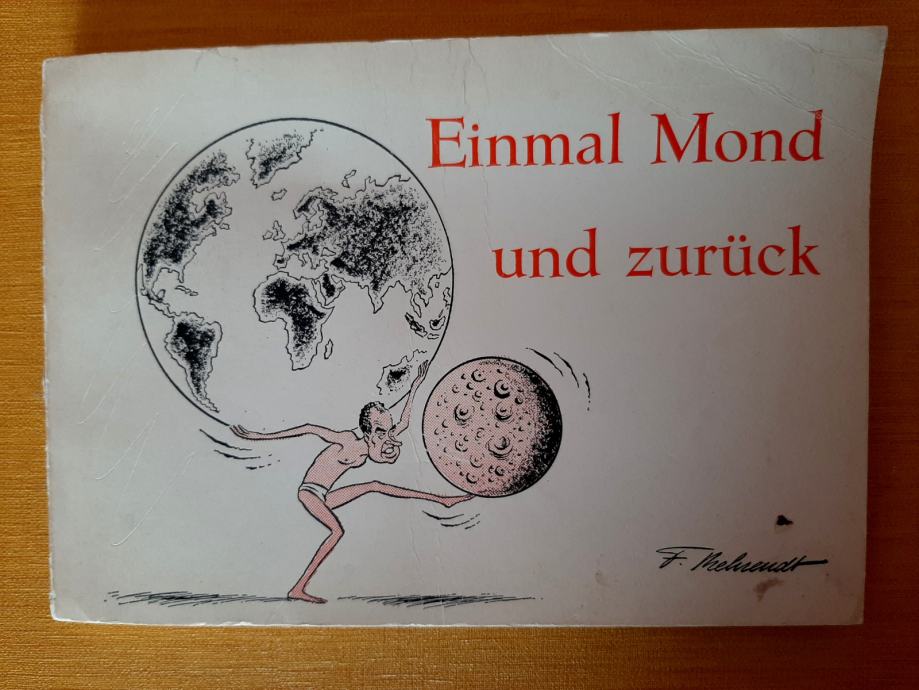 Einmal Mond
und zurück
F. Behrendt